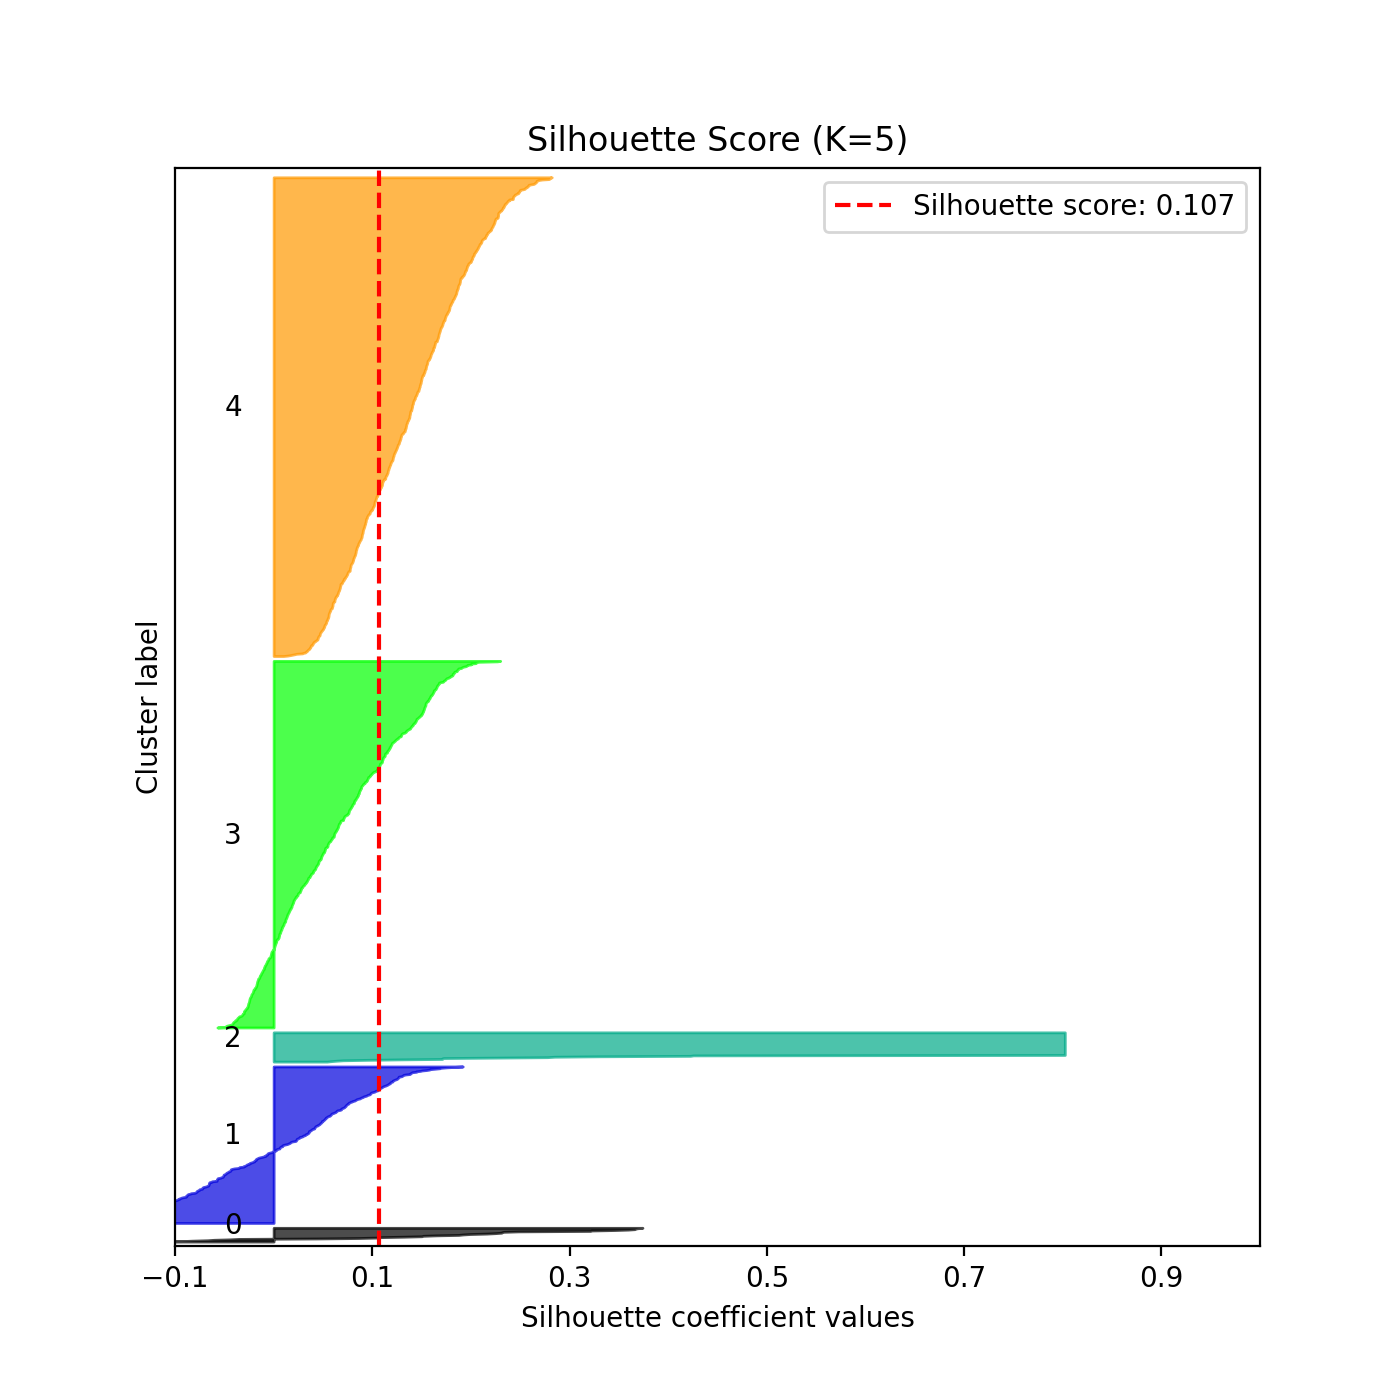 Silhouette Score (K=5)
Silhouette score: 0.107
4
3
2
1
0
Cluster label
−0.1 0.1 0.3 0.5 0.7 0.9
Silhouette coefficient values